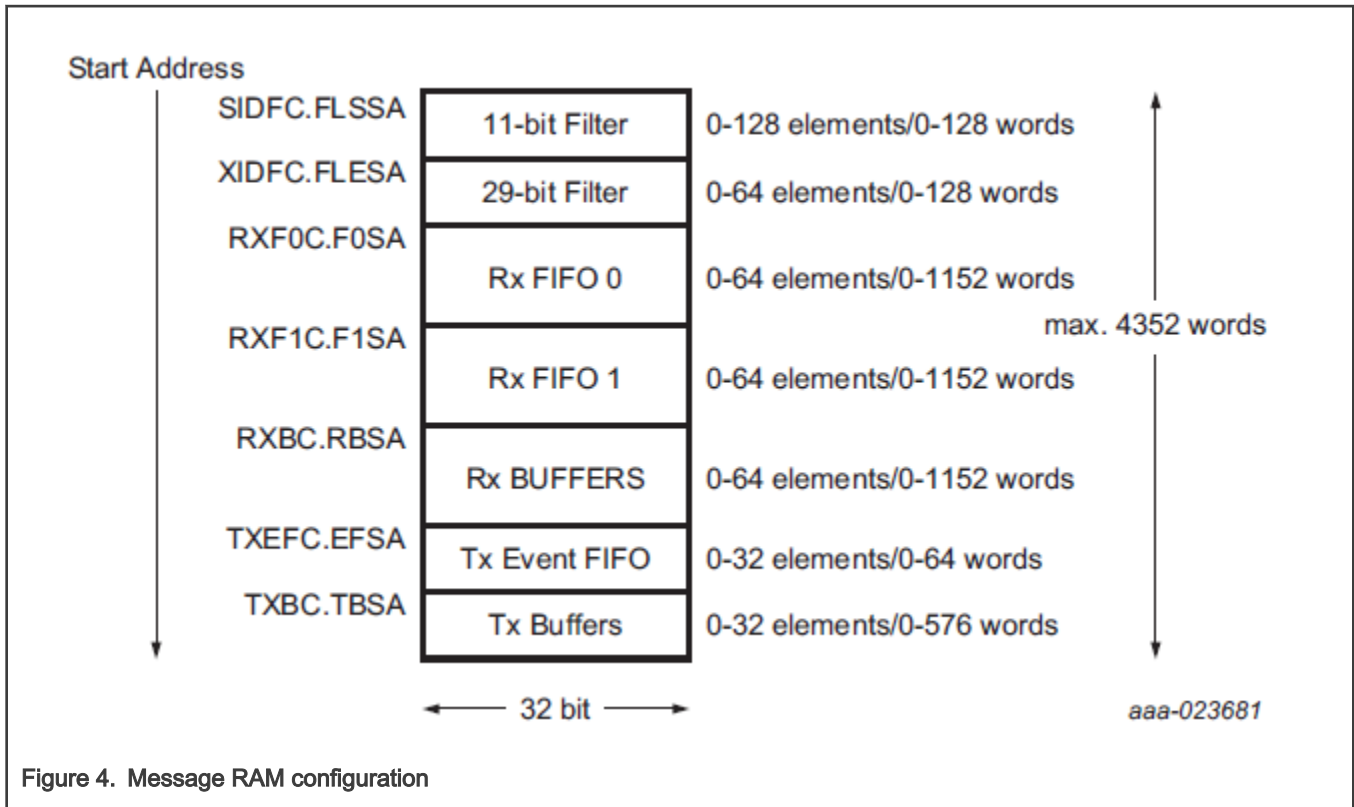 Start Address
SIDFC.FLSSA 11-bit Filter 0-128 elements/0-128 words
XIDFC.FLESA 29-bit Filter 0-64 elements/0-128 words
RXF0C.F0SA Rx FIFO 0 0-64 elements/0-1152 words
max. 4352 words
RXF1C.F1SA Rx FIFO 1 0-64 elements/0-1152 words
RXBC.RBSA Rx BUFFERS 0-64 elements/0-1152 words
TXEFC.EFSA Tx Event FIFO 0-32 elements/0-64 words
TXBC.TBSA Tx Buffers 0-32 elements/0-576 words
32 bit
aaa-023681
Figure 4. Message RAM configuration